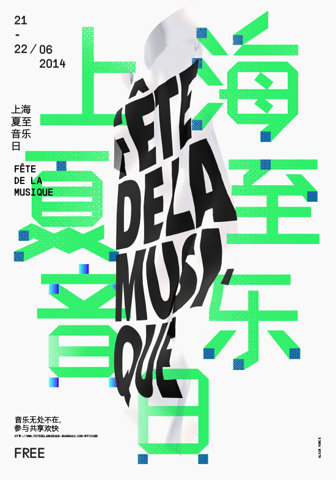 21
-
22 / 06
2014
上海
夏至
音乐
日
FÊTE
DE LA
MUSIQUE
上海
夏至
音乐
日
FÊTE
DE LA
MUSI,
QUE
音乐无处不在,
参与共享欢快
FREE